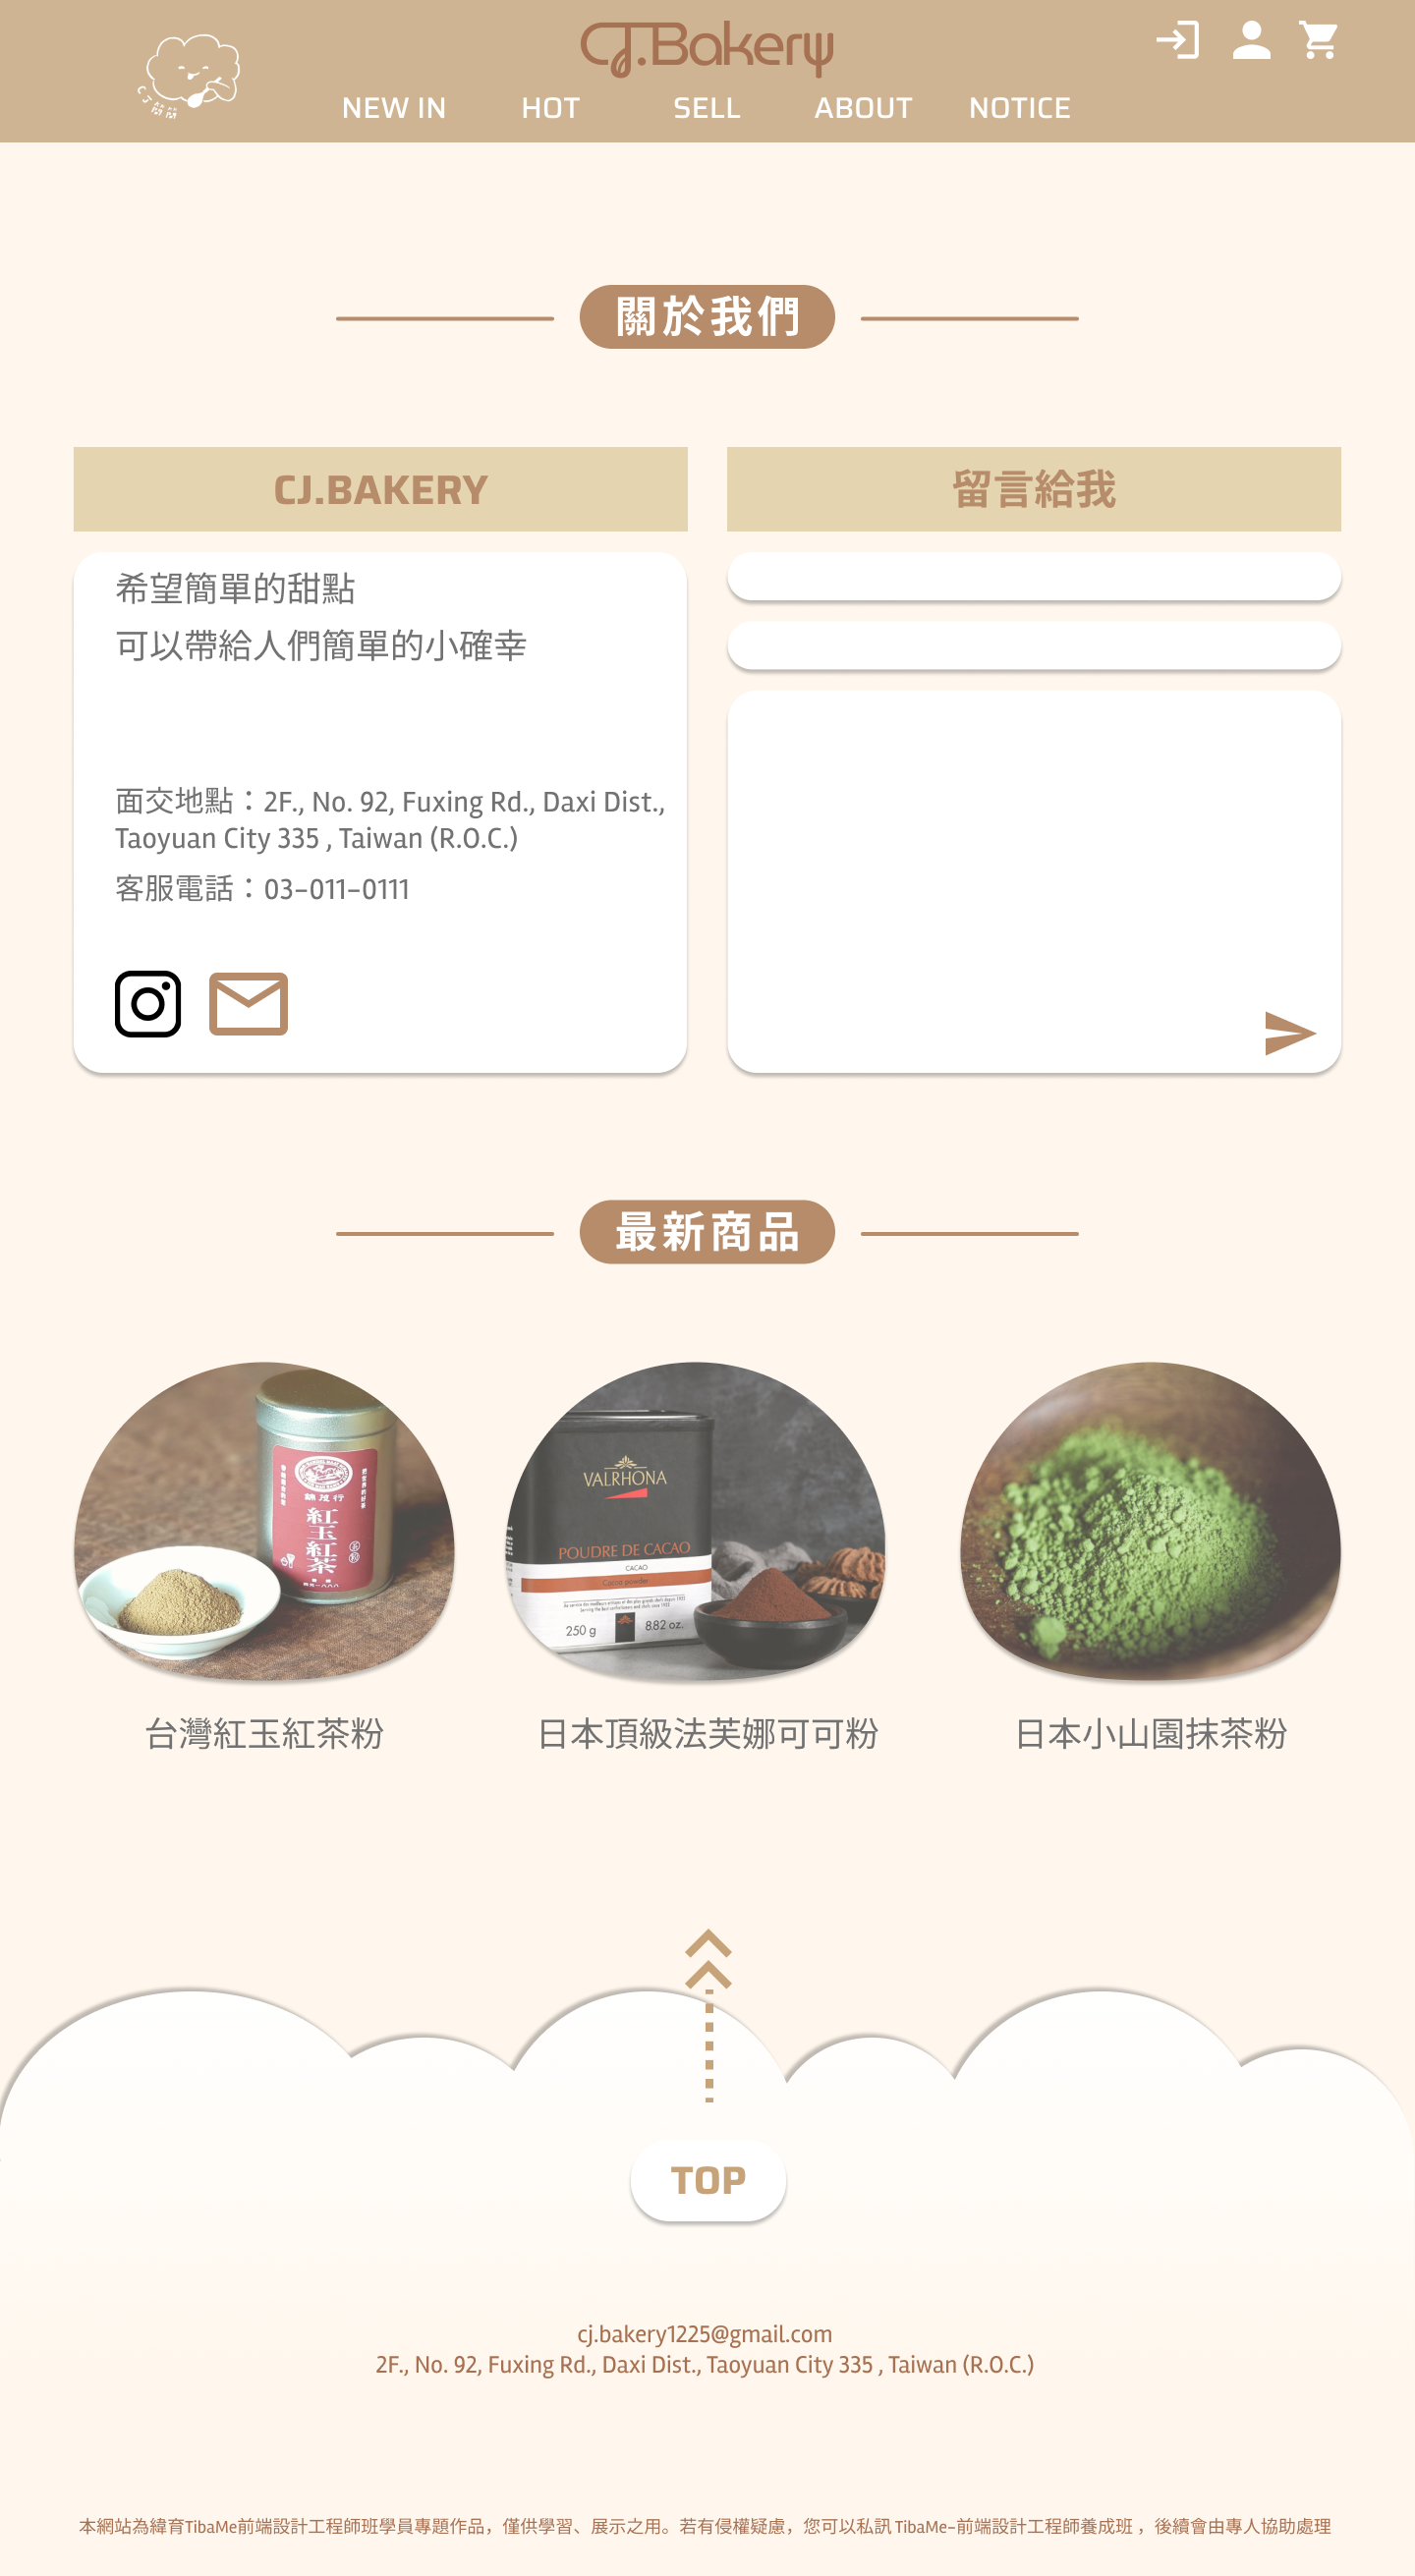 CJ.Bakery
CJ筋筋
NEW IN HOT SELL ABOUT NOTICE
關於我們
CJ.BAKERY
希望簡單的甜點
可以帶給人們簡單的小確幸
面交地點：2F., No. 92, Fuxing Rd., Daxi Dist.,
Taoyuan City 335 , Taiwan (R.O.C.)
客服電話：03-011-0111
留言給我
最新商品
紅玉紅茶
VALRHONA
POUDRE DE CACAO
CACAO
Cocoa powder
250 g
8.82 oz.
台灣紅玉紅茶粉
日本頂級法芙娜可可粉
日本小山園抹茶粉
TOP
cj.bakery1225@gmail.com
2F., No. 92, Fuxing Rd., Daxi Dist., Taoyuan City 335 , Taiwan (R.O.C.)
本網站為緯育TibaMe前端設計工程師班學員專題作品，僅供學習、展示之用。若有侵權疑慮，您可以私訊 TibaMe-前端設計工程師養成班 ，後續會由專人協助處理